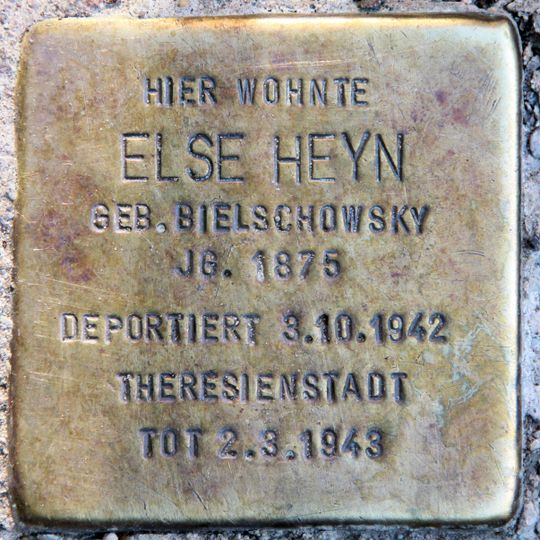 HIER WOHNTE
ELSE HEYN
GEB. BIELSCHOWSKY
JG. 1875
DEPORTIERT 3.10.1942
THERESIENSTADT
TOT 2.3.1943